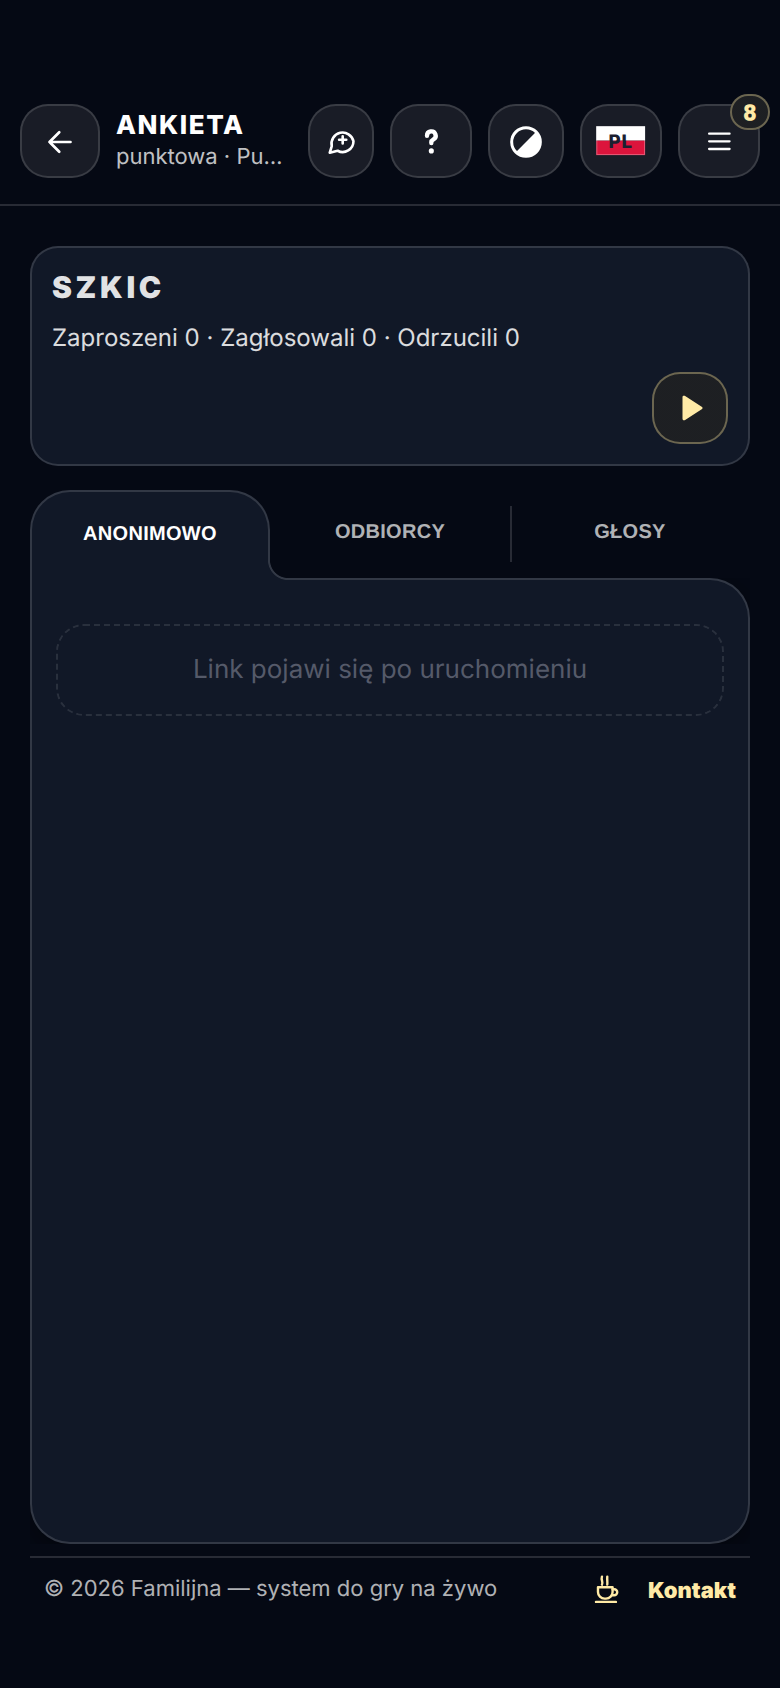 ANKIETA
punktowa · Pu...
?
PL
8
SZKIC
Zaproszeni 0 · Zagłosowali 0 · Odrzucili 0
ANONIMOWO
ODBIORCY
GŁOSY
Link pojawi się po uruchomieniu
© 2026 Familijna — system do gry na żywo
Kontakt